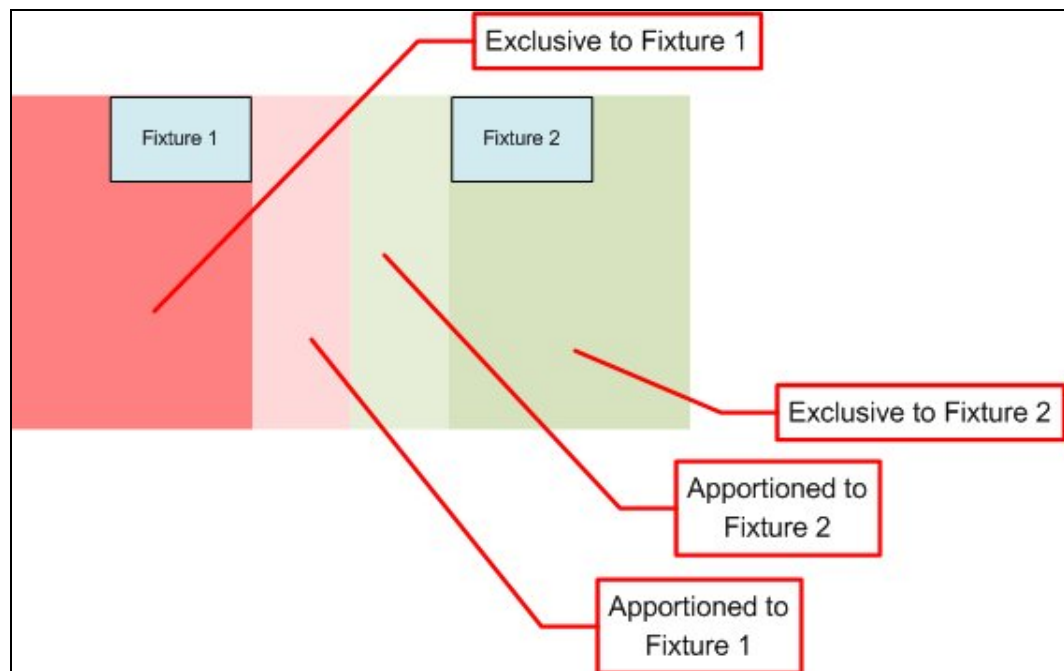 Exclusive to Fixture 1
Fixture 1
Fixture 2
Exclusive to Fixture 2
Apportioned to
Fixture 2
Apportioned to
Fixture 1